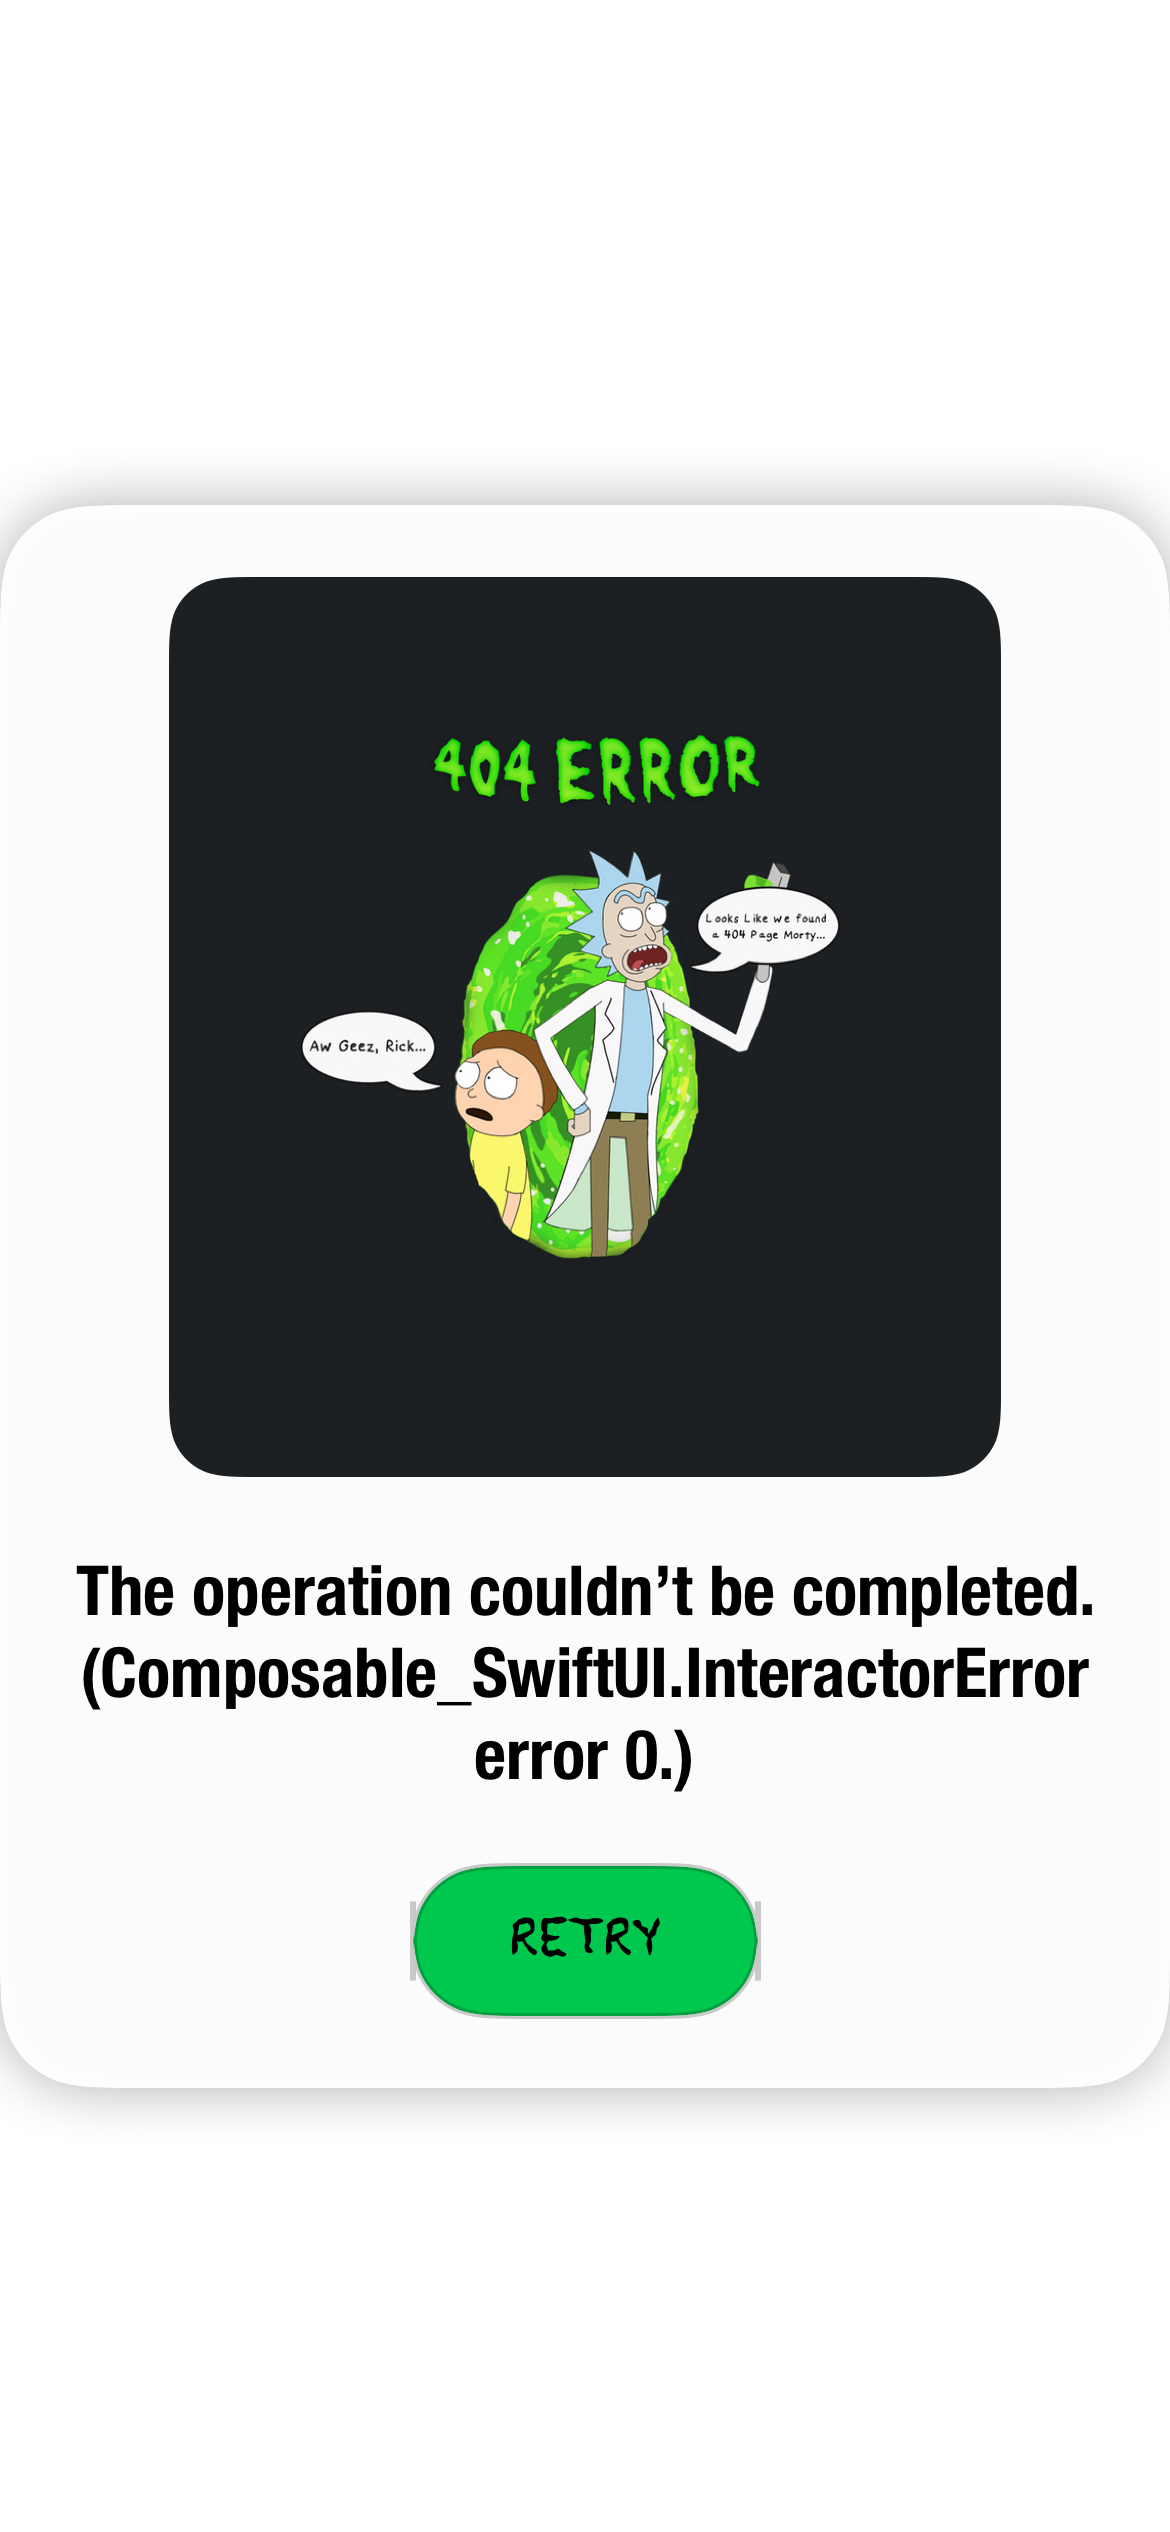 404 ERROR
Looks Like we found
a 404 Page Morty...
Aw Geez, Rick...
The operation couldn’t be completed.
(Composable_SwiftUI.InteractorError
error 0.)
RETRY